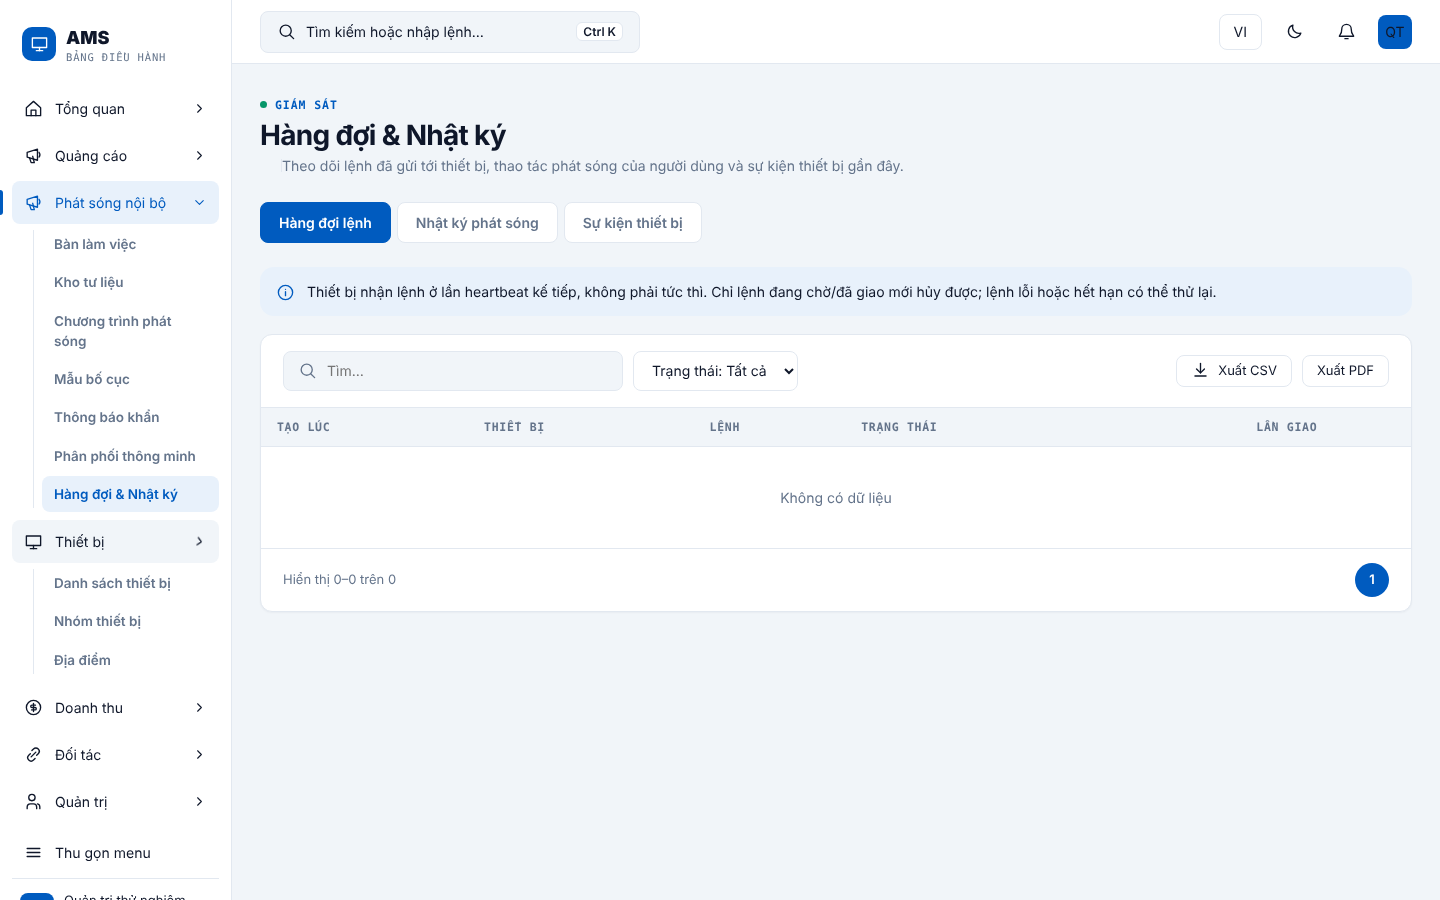 AMS
BẢNG ĐIỀU HÀNH
Tìm kiếm hoặc nhập lệnh...
Ctrl K
VI
QT
Tổng quan
Quảng cáo
Phát sóng nội bộ
Bàn làm việc
Kho tư liệu
Chương trình phát
sóng
Mẫu bố cục
Thông báo khẩn
Phân phối thông minh
Hàng đợi & Nhật ký
Thiết bị
Danh sách thiết bị
Nhóm thiết bị
Địa điểm
Doanh thu
Đối tác
Quản trị
Thu gọn menu
Quản trị thử nghiệm
GIÁM SÁT
Hàng đợi & Nhật ký
Theo dõi lệnh đã gửi tới thiết bị, thao tác phát sóng của người dùng và sự kiện thiết bị gần đây.
Hàng đợi lệnh
Nhật ký phát sóng
Sự kiện thiết bị
Thiết bị nhận lệnh ở lần heartbeat kế tiếp, không phải tức thì. Chỉ lệnh đang chờ/đã giao mới hủy được; lệnh lỗi hoặc hết hạn có thể thử lại.
Tìm...
Trạng thái: Tất cả
Xuất CSV
Xuất PDF
TẠO LÚC
THIẾT BỊ
LỆNH
TRẠNG THÁI
LẦN GIAO
Không có dữ liệu
Hiển thị 0–0 trên 0
1